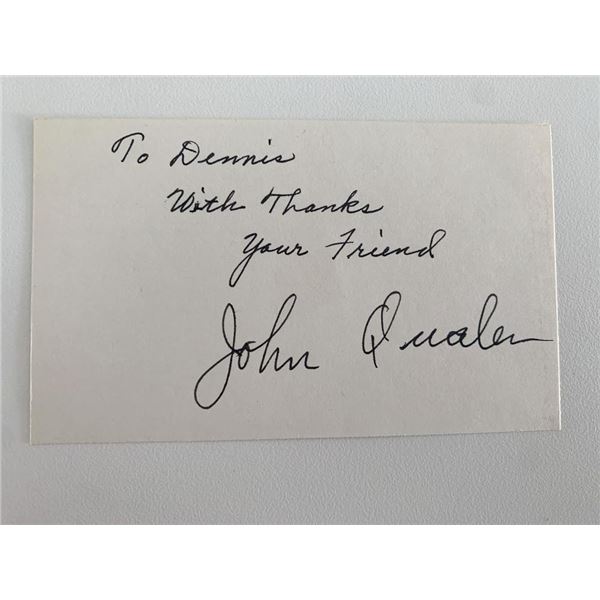 To Dennis
With Thanks
Your Friend
John Qualen